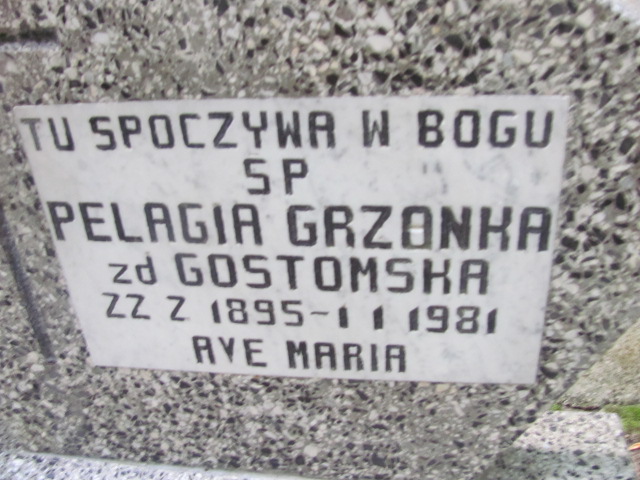 TU SPOCZYWA W BOGU
SP
PELAGIA GRZONKA
zd GOSTOMSKA
22 2 1895-1 1 1981
AVE MARIA